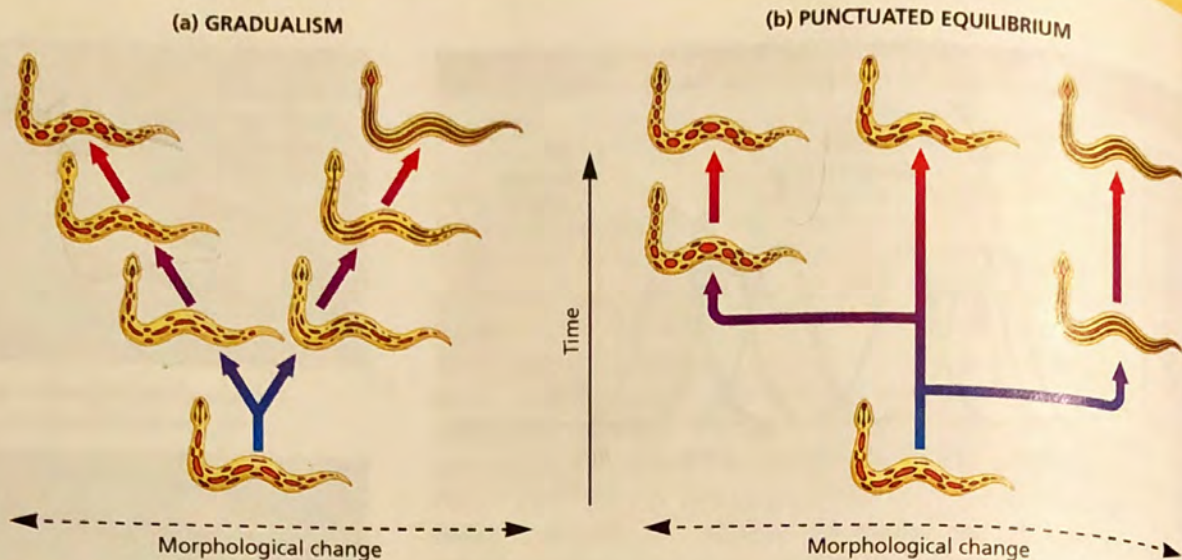 (a) GRADUALISM
(b) PUNCTUATED EQUILIBRIUM
Time
Morphological change
Morphological change